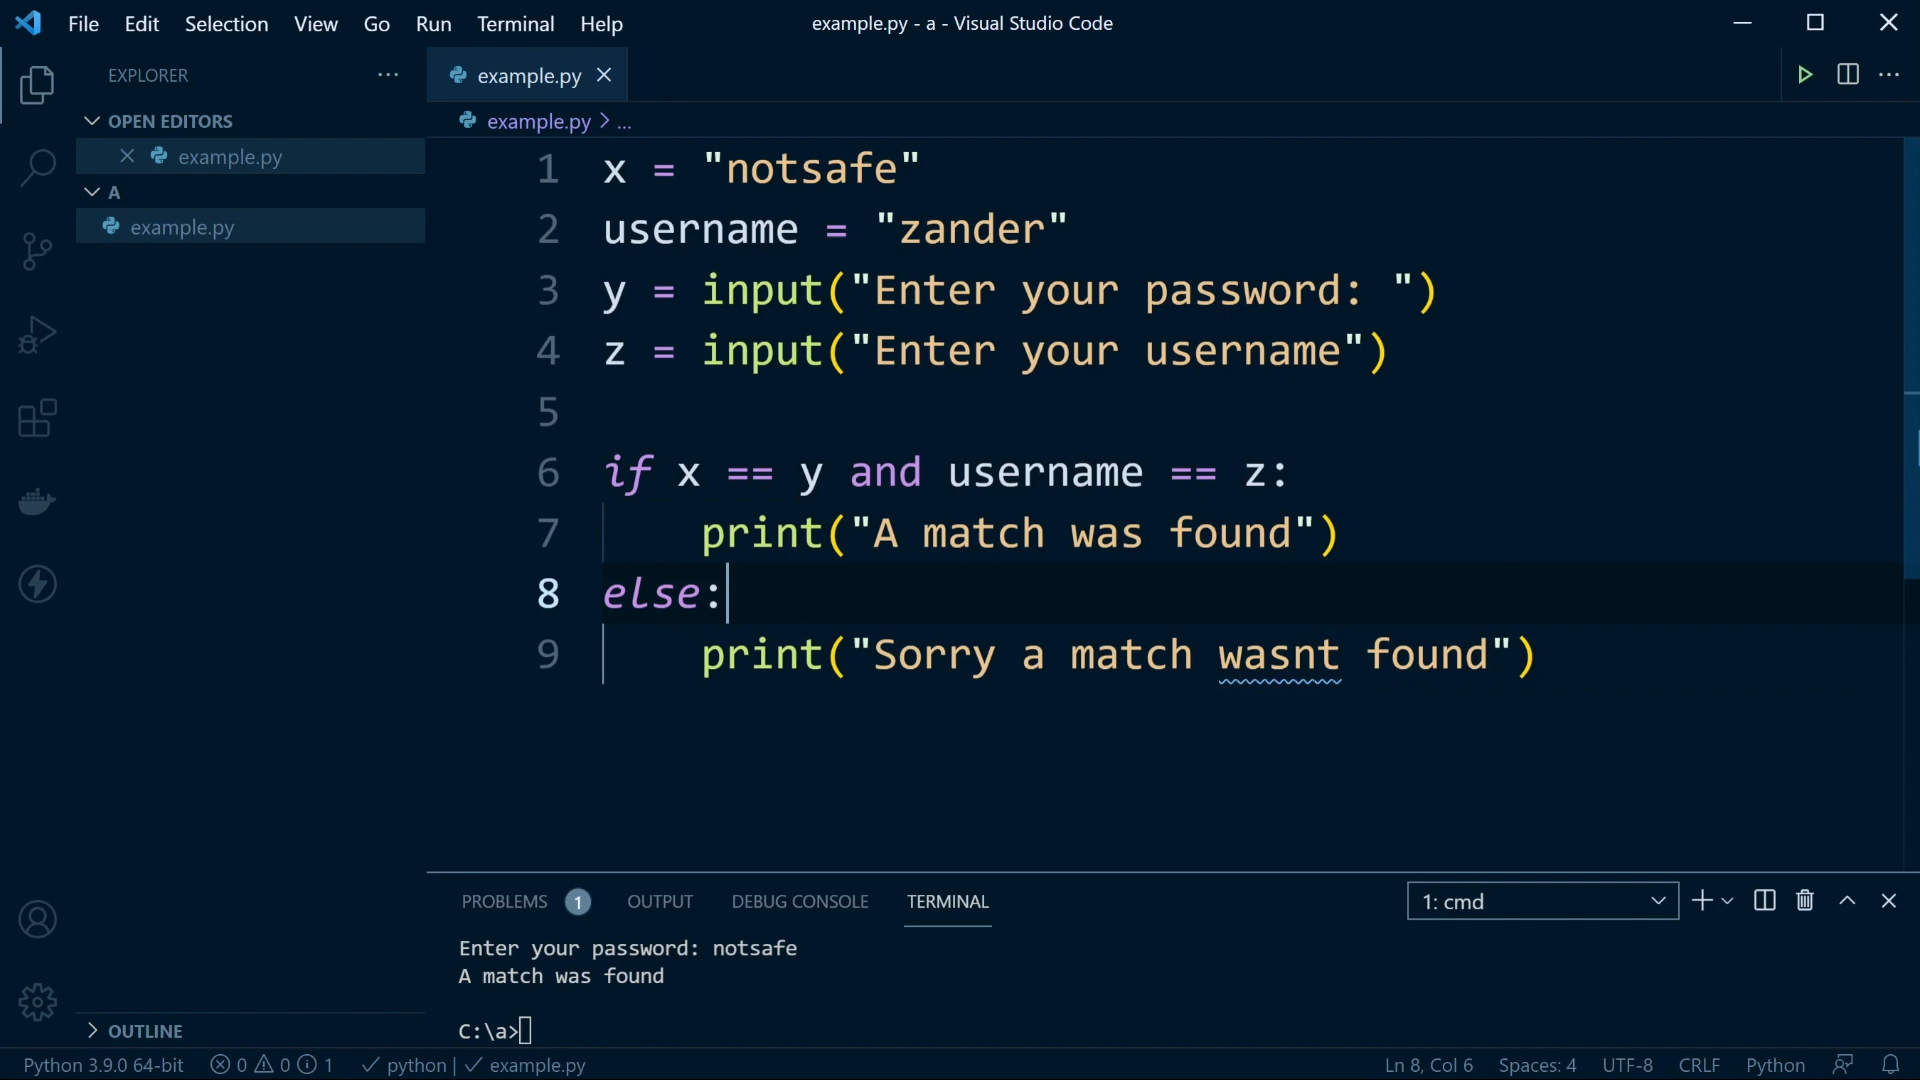 File Edit Selection View Go Run Terminal Help
example.py - a - Visual Studio Code
EXPLORER ···
OPEN EDITORS
example.py
A
example.py
OUTLINE
example.py
example.py > ...
1 x = "notsafe"
2 username = "zander"
3 y = input("Enter your password: ")
4 z = input("Enter your username")
5
6 if x == y and username == z:
7     print("A match was found")
8 else:
9     print("Sorry a match wasnt found")
PROBLEMS 1 OUTPUT DEBUG CONSOLE TERMINAL
1: cmd
Enter your password: notsafe
A match was found
C:\a>
Python 3.9.0 64-bit 0 0 1 python | example.py Ln 8, Col 6 Spaces: 4 UTF-8 CRLF Python